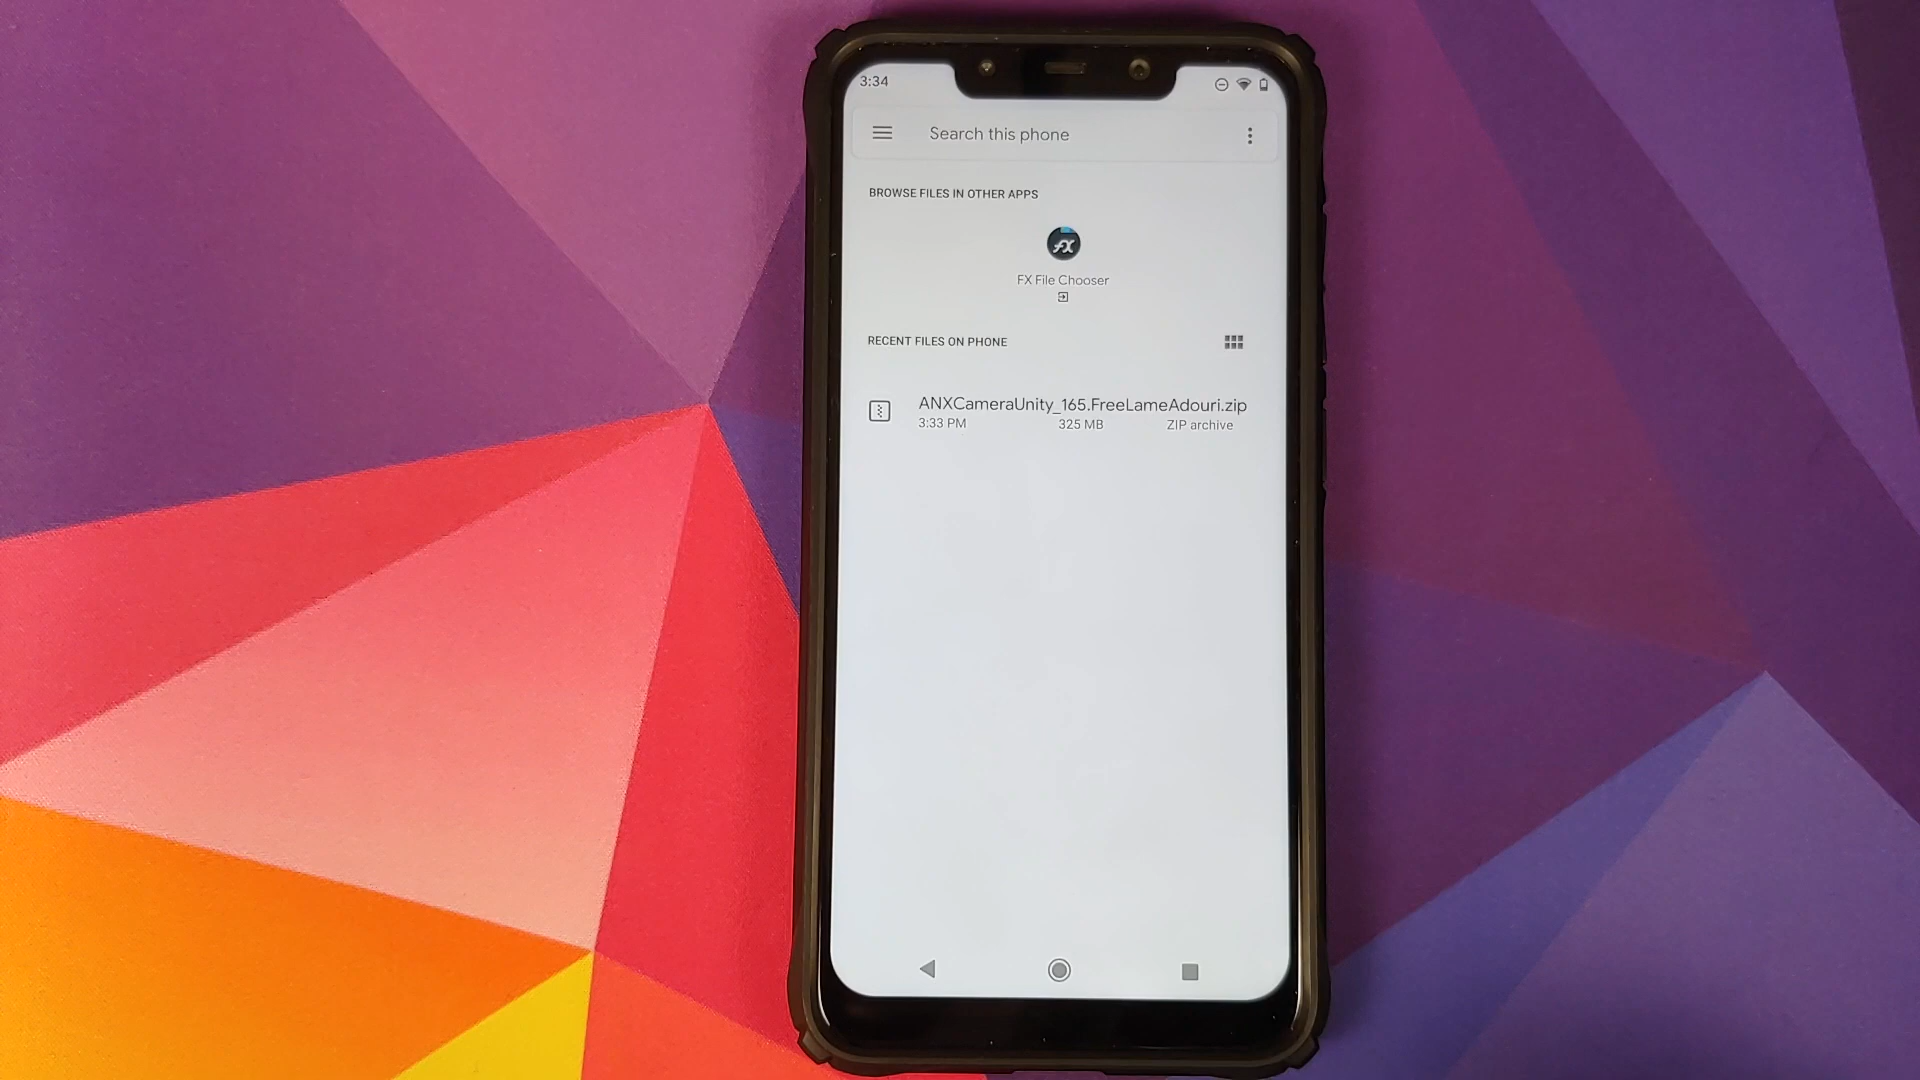 3:34
Search this phone
BROWSE FILES IN OTHER APPS
FX
FX File Chooser
RECENT FILES ON PHONE
ANXCameraUnity_165.FreeLameAdouri.zip
3:33 PM 325 MB ZIP archive